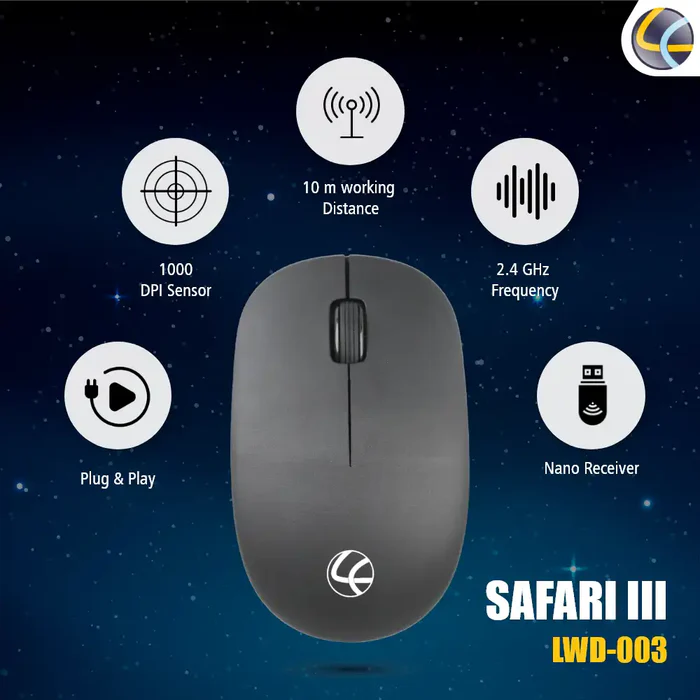 10 m working
Distance
1000
DPI Sensor
2.4 GHz
Frequency
Plug & Play
Nano Receiver
SAFARI III
LWD-003